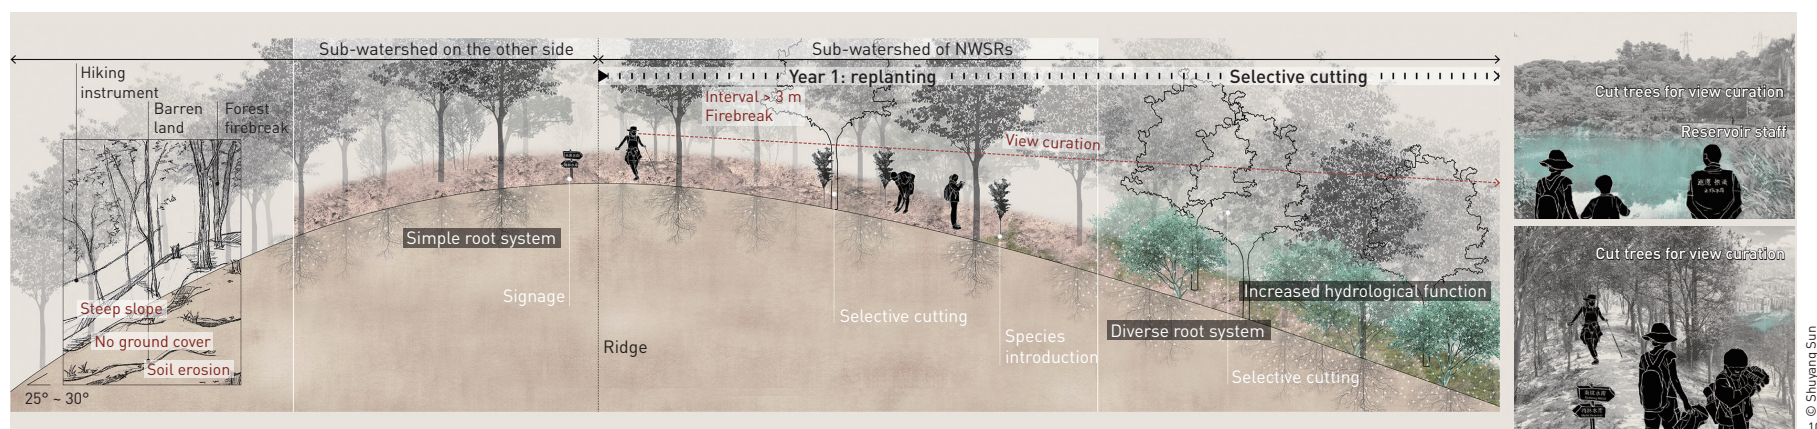 Sub-watershed on the other side
Sub-watershed of NWSRs
Year 1: replanting
Selective cutting
Hiking
instrument
Barren
land
Forest
firebreak
Interval > 3 m
Firebreak
View curation
Simple root system
Signage
Steep slope
No ground cover
Soil erosion
25° ~ 30°
Ridge
Selective cutting
Species
introduction
Increased hydrological function
Diverse root system
Selective cutting
Cut trees for view curation
Reservoir staff
Cut trees for view curation
© Shuyang Sun